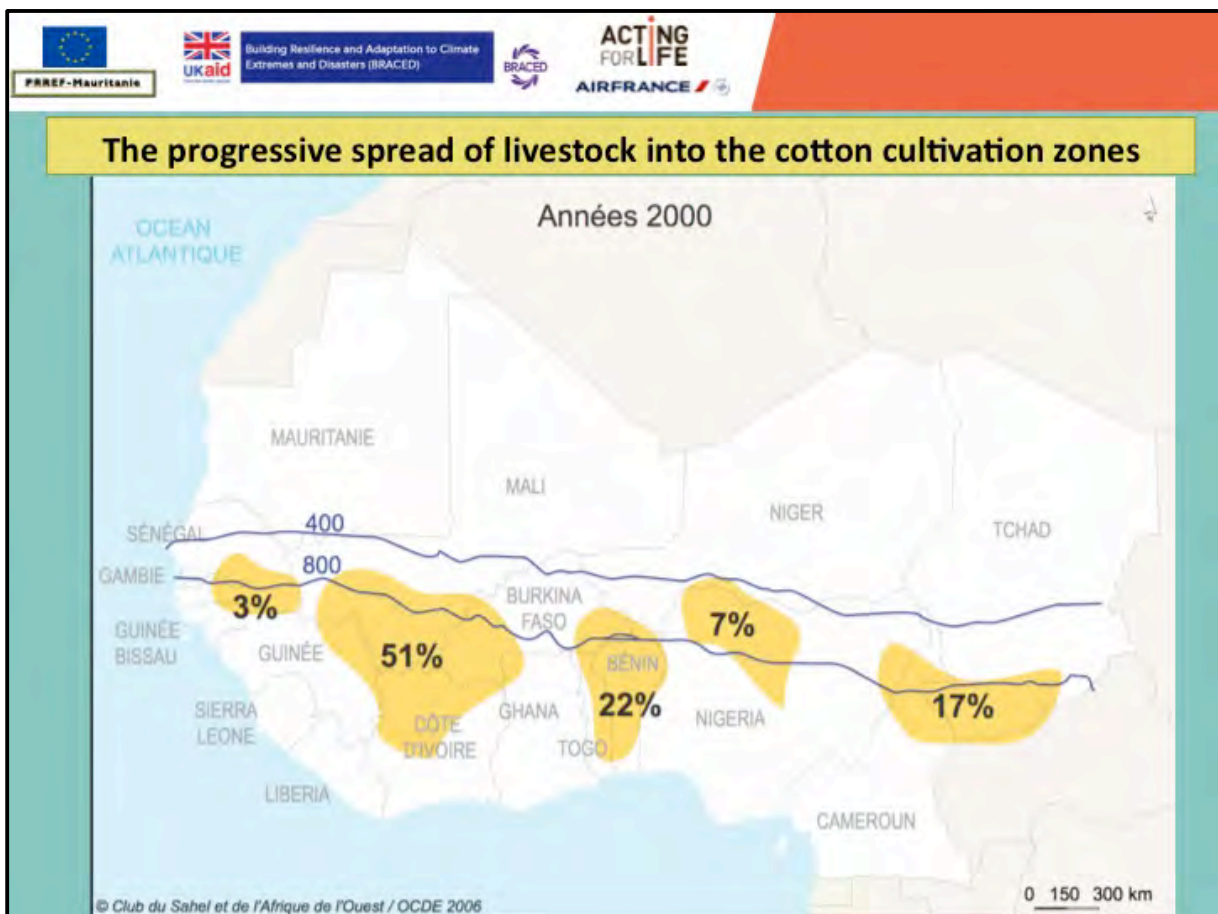 PRREF-Mauritanie
UKaid
Building Resilience and Adaptation to Climate
Extremes and Disasters (BRACED)
BRACED
ACTING
FOR LIFE
AIRFRANCE
The progressive spread of livestock into the cotton cultivation zones
Années 2000
OCEAN
ATLANTIQUE
MAURITANIE
MALI
NIGER
TCHAD
SÉNÉGAL
400
GAMBIE
800
3%
BURKINA
FASO
7%
GUINÉE
BISSAU
GUINÉE
51%
BÉNIN
22%
17%
SIERRA
LEONE
CÔTE
D'IVOIRE
GHANA
TOGO
NIGERIA
LIBERIA
CAMEROUN
© Club du Sahel et de l'Afrique de l'Ouest / OCDE 2006
0 150 300 km